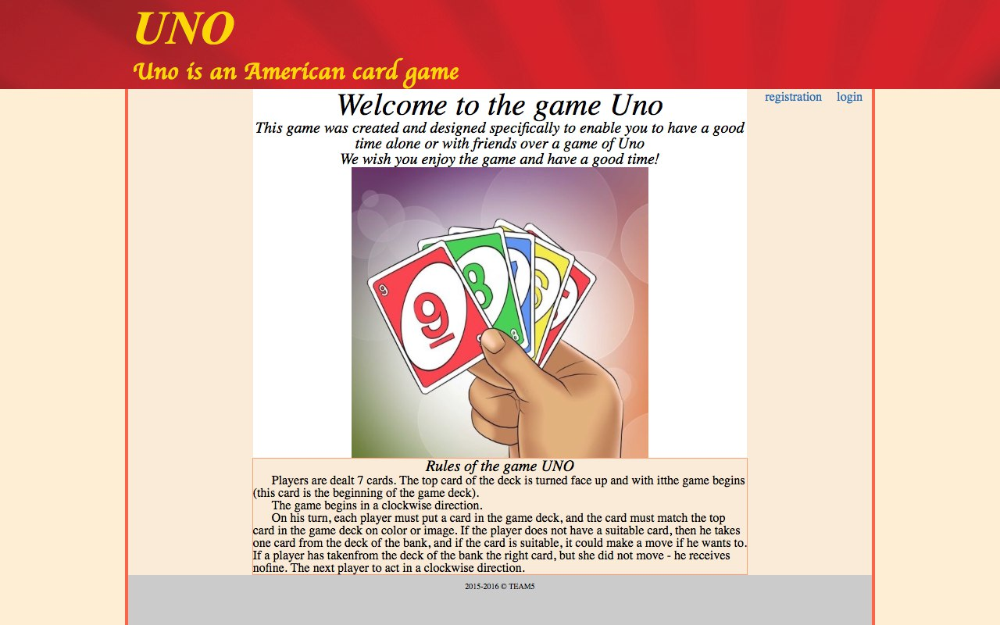 UNO
Uno is an American card game
registration login
Welcome to the game Uno
This game was created and designed specifically to enable you to have a good
time alone or with friends over a game of Uno
We wish you enjoy the game and have a good time!
9
9
8
8
6
Rules of the game UNO
Players are dealt 7 cards. The top card of the deck is turned face up and with itthe game begins
(this card is the beginning of the game deck).
The game begins in a clockwise direction.
On his turn, each player must put a card in the game deck, and the card must match the top
card in the game deck on color or image. If the player does not have a suitable card, then he takes
one card from the deck of the bank, and if the card is suitable, it could make a move if he wants to.
If a player has takenfrom the deck of the bank the right card, but she did not move - he receives
nofine. The next player to act in a clockwise direction.
2015-2016 © TEAM5